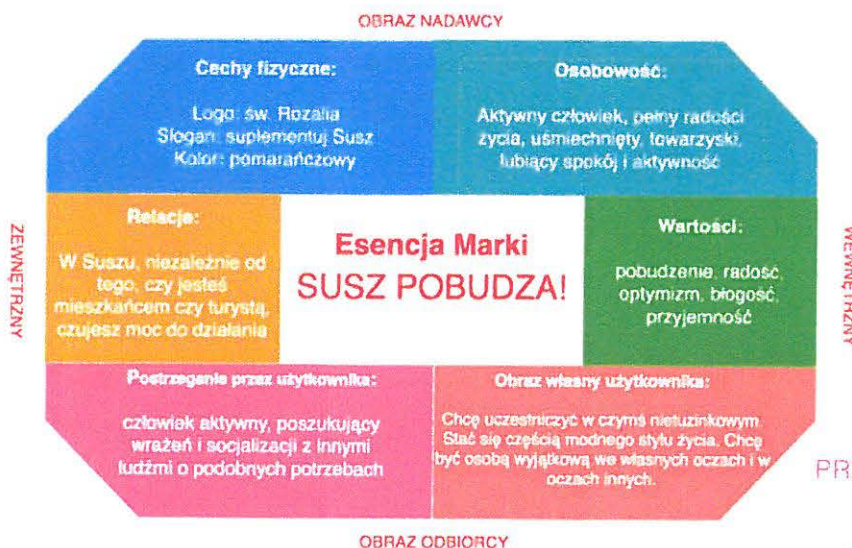 OBRAZ NADAWCY
Cechy fizyczne:
Logo: św. Rozalia
Slogan: suplementuj Susz
Kolor: pomarańczowy
Osobowość:
Aktywny człowiek, pełny radości
życia, uśmiechnięty, towarzyski,
lubiący spokój i aktywność
ZEWNĘTRZNY
Relacje:
W Suszu, niezależnie od
tego, czy jesteś
mieszkańcem czy turystą,
czujesz moc do działania
Esencja Marki
SUSZ POBUDZA!
Wartości:
pobudzenie, radość,
optymizm, błogość,
przyjemność
WEWNĘTRZNY
Postrzeganie przez użytkownika:
człowiek aktywny, poszukujący
wrażeń i socjalizacji z innymi
ludźmi o podobnych potrzebach
Obraz własny użytkownika:
Chcę uczestniczyć w czymś nietuzinkowym
Stać się częścią modnego stylu życia. Chcę
być osobą wyjątkową we własnych oczach i w
oczach innych.
PR
OBRAZ ODBIORCY